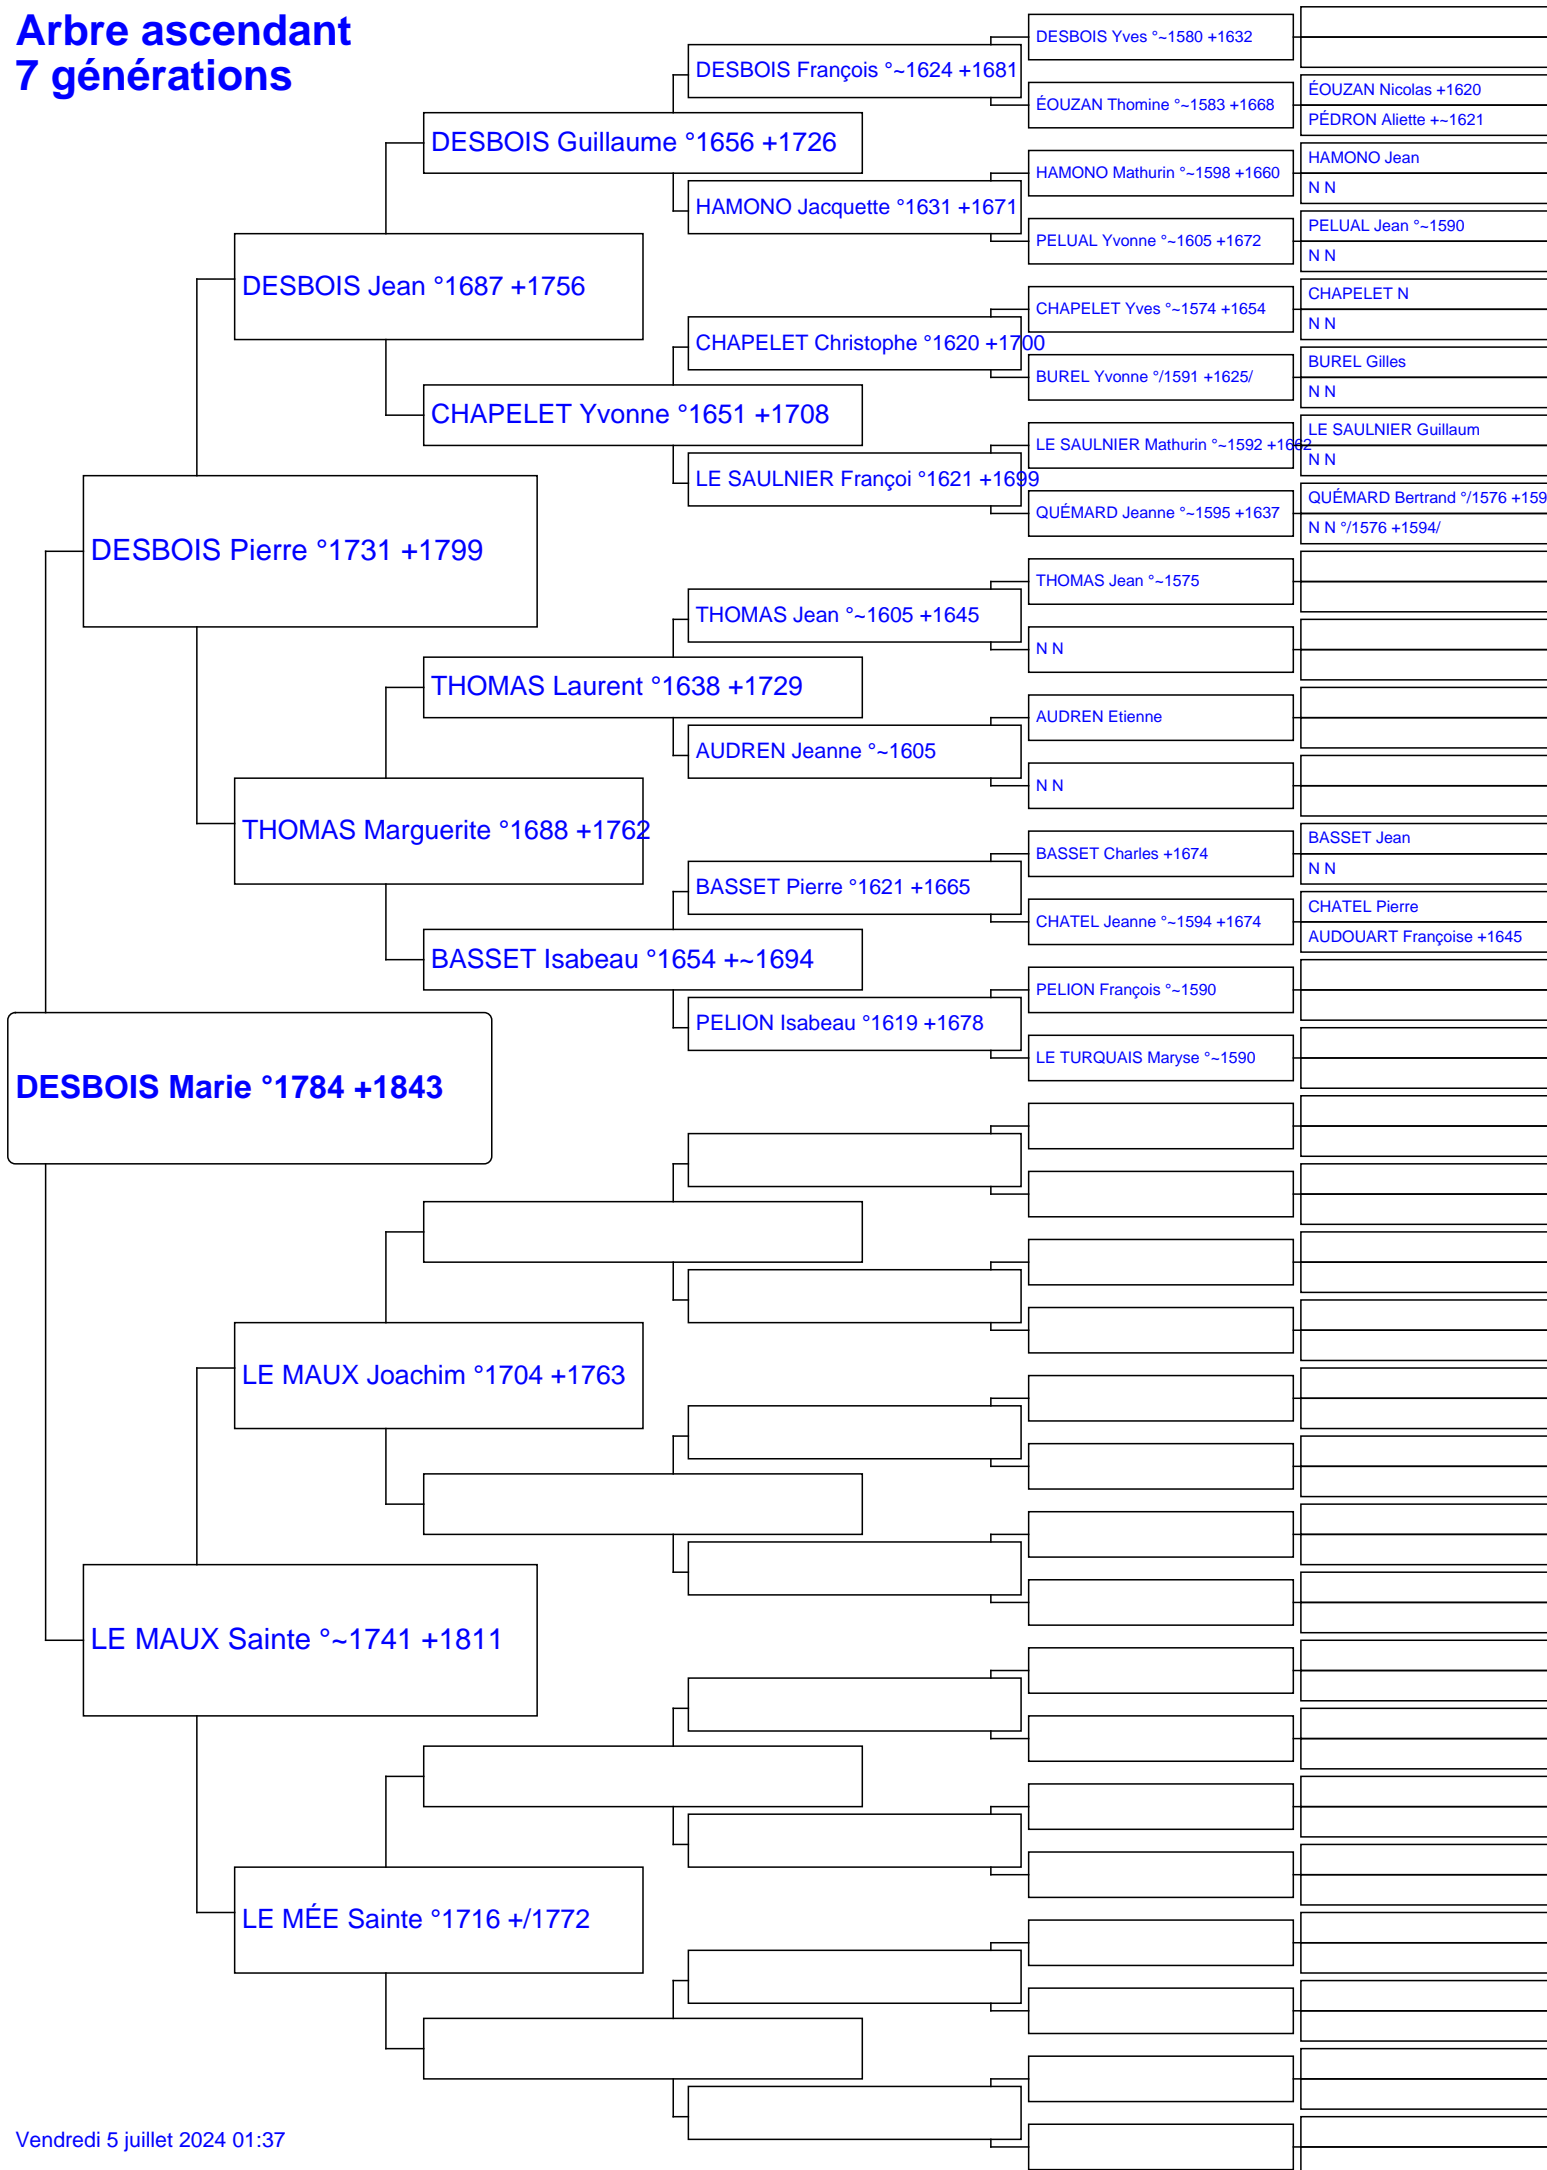 Arbre ascendant
7 générations
DESBOIS Marie °1784 +1843
DESBOIS Pierre °1731 +1799
LE MAUX Sainte °~1741 +1811
DESBOIS Jean °1687 +1756
THOMAS Marguerite °1688 +1762
LE MAUX Joachim °1704 +1763
LE MÉE Sainte °1716 +/1772
DESBOIS Guillaume °1656 +1726
CHAPELET Yvonne °1651 +1708
THOMAS Laurent °1638 +1729
BASSET Isabeau °1654 +~1694
DESBOIS François °~1624 +1681
HAMONO Jacquette °1631 +1671
CHAPELET Christophe °1620 +1700
LE SAULNIER Françoi °1621 +1699
THOMAS Jean °~1605 +1645
AUDREN Jeanne °~1605
BASSET Pierre °1621 +1665
PELION Isabeau °1619 +1678
DESBOIS Yves °~1580 +1632
ÉOUZAN Thomine °~1583 +1668
HAMONO Mathurin °~1598 +1660
PELUAL Yvonne °~1605 +1672
CHAPELET Yves °~1574 +1654
BUREL Yvonne °/1591 +1625/
LE SAULNIER Mathurin °~1592 +1662
QUÉMARD Jeanne °~1595 +1637
THOMAS Jean °~1575
N N
AUDREN Etienne
N N
BASSET Charles +1674
CHATEL Jeanne °~1594 +1674
PELION François °~1590
LE TURQUAIS Maryse °~1590
ÉOUZAN Nicolas +1620
PÉDRON Aliette +~1621
HAMONO Jean
N N
PELUAL Jean °~1590
N N
CHAPELET N
N N
BUREL Gilles
N N
LE SAULNIER Guillaum
N N
QUÉMARD Bertrand °/1576 +159
N N °/1576 +1594/
BASSET Jean
N N
CHATEL Pierre
AUDOUART Françoise +1645
Vendredi 5 juillet 2024 01:37